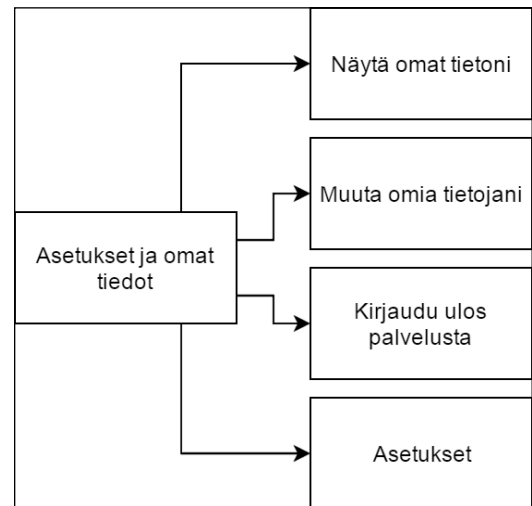 Näytä omat tietoni
Muuta omia tietojani
Asetukset ja omat
tiedot
Kirjaudu ulos
palvelusta
Asetukset